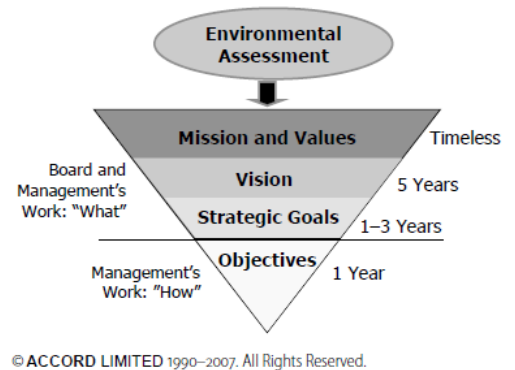 Environmental
Assessment
Mission and Values
Timeless
Board and
Management's
Work: "What"
Vision
5 Years
Strategic Goals
1–3 Years
Objectives
Management's
Work: "How"
1 Year
© ACCORD LIMITED 1990–2007. All Rights Reserved.